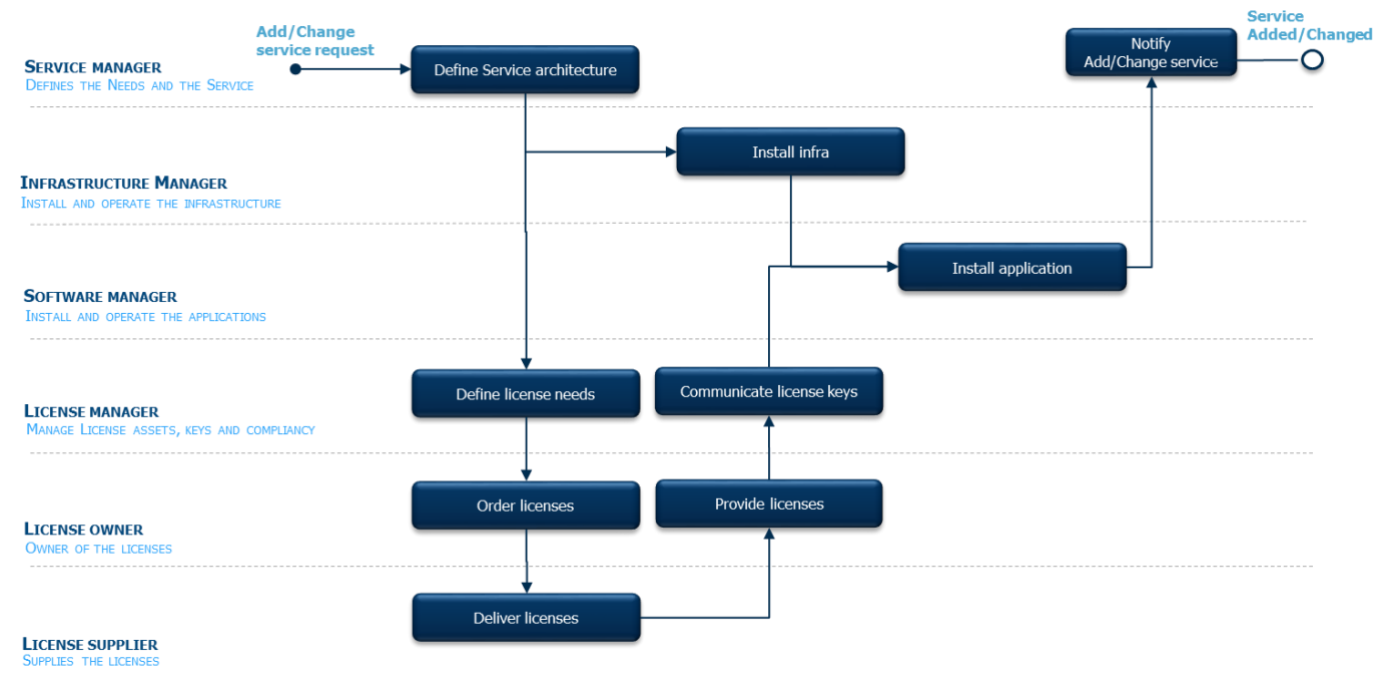 Add/Change
service request
Service
Added/Changed
SERVICE MANAGER
DEFINES THE NEEDS AND THE SERVICE
Define Service architecture
Notify
Add/Change service
Install infra
INFRASTRUCTURE MANAGER
INSTALL AND OPERATE THE INFRASTRUCTURE
Install application
SOFTWARE MANAGER
INSTALL AND OPERATE THE APPLICATIONS
Define license needs
Communicate license keys
LICENSE MANAGER
MANAGE LICENSE ASSETS, KEYS AND COMPLIANCY
Order licenses
Provide licenses
LICENSE OWNER
OWNER OF THE LICENSES
Deliver licenses
LICENSE SUPPLIER
SUPPLIES THE LICENSES